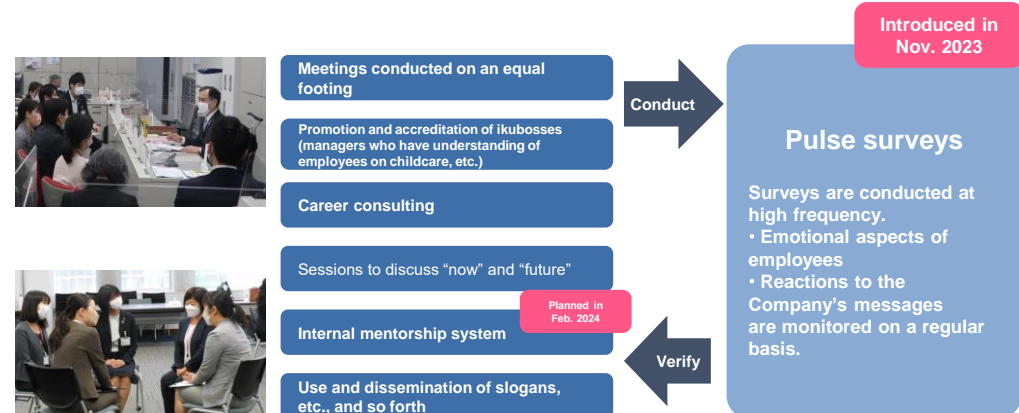 Introduced in
Nov. 2023
Meetings conducted on an equal
footing
Promotion and accreditation of ikubosses
(managers who have understanding of
employees on childcare, etc.)
Career consulting
Sessions to discuss “now” and “future”
Planned in
Feb. 2024
Internal mentorship system
Use and dissemination of slogans,
etc., and so forth
Conduct
Verify
Pulse surveys
Surveys are conducted at
high frequency.
• Emotional aspects of
employees
• Reactions to the
Company’s messages
are monitored on a regular
basis.